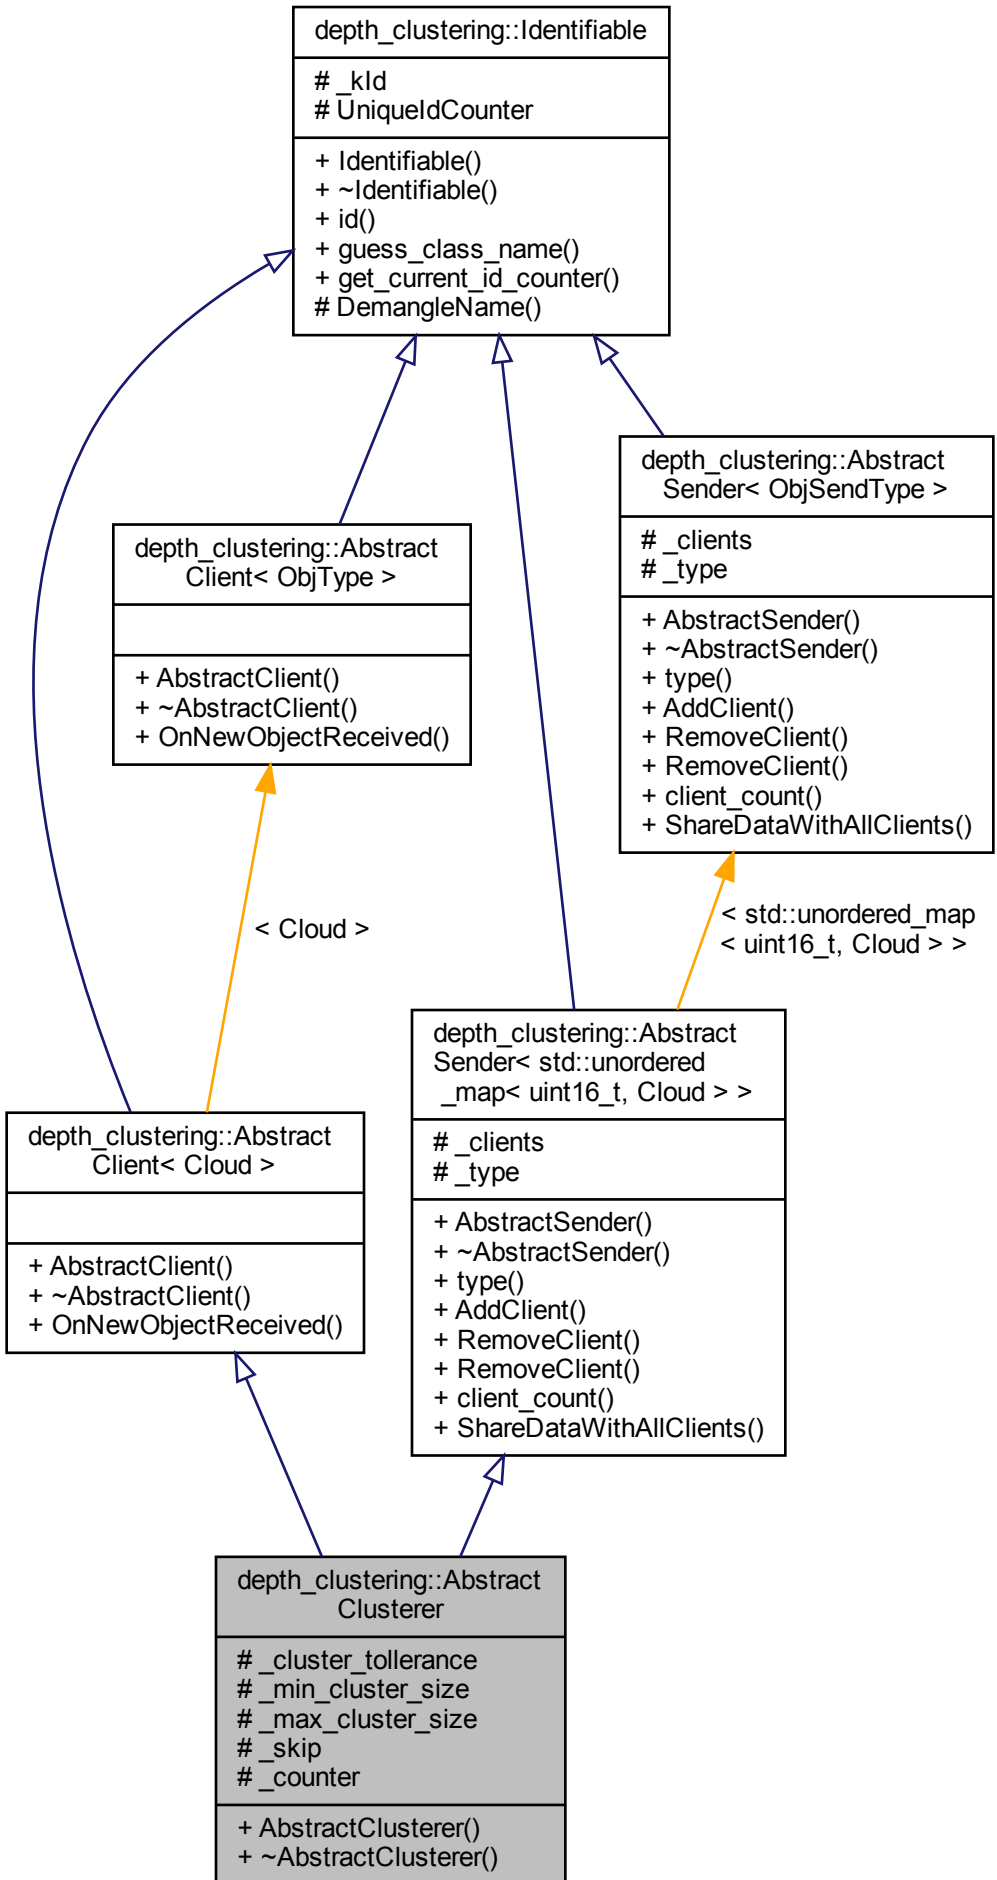 depth_clustering::Identifiable
# _kId
# UniqueIdCounter
+ Identifiable()
+ ~Identifiable()
+ id()
+ guess_class_name()
+ get_current_id_counter()
# DemangleName()
depth_clustering::Abstract
Sender< ObjSendType >
# _clients
# _type
+ AbstractSender()
+ ~AbstractSender()
+ type()
+ AddClient()
+ RemoveClient()
+ RemoveClient()
+ client_count()
+ ShareDataWithAllClients()
depth_clustering::Abstract
Client< ObjType >
+ AbstractClient()
+ ~AbstractClient()
+ OnNewObjectReceived()
< Cloud >
< std::unordered_map
< uint16_t, Cloud > >
depth_clustering::Abstract
Sender< std::unordered
_map< uint16_t, Cloud > >
# _clients
# _type
+ AbstractSender()
+ ~AbstractSender()
+ type()
+ AddClient()
+ RemoveClient()
+ RemoveClient()
+ client_count()
+ ShareDataWithAllClients()
depth_clustering::Abstract
Client< Cloud >
+ AbstractClient()
+ ~AbstractClient()
+ OnNewObjectReceived()
depth_clustering::Abstract
Clusterer
# _cluster_tollerance
# _min_cluster_size
# _max_cluster_size
# _skip
# _counter
+ AbstractClusterer()
+ ~AbstractClusterer()